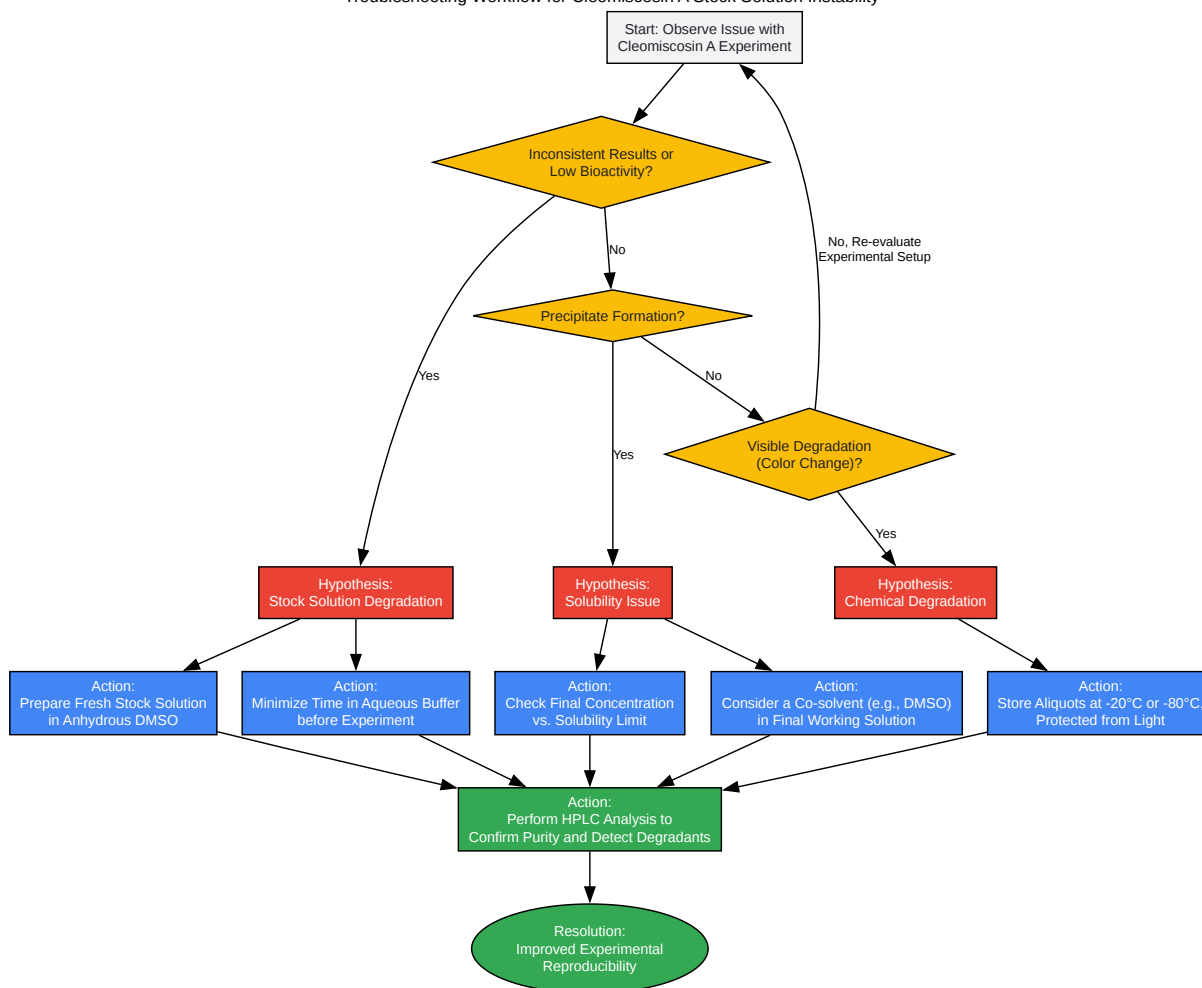 Troubleshooting Workflow for Cleomiscosin A Stock Solution Instability
Start: Observe Issue with
Cleomiscosin A Experiment
Inconsistent Results or
Low Bioactivity?
No, Re-evaluate
Experimental Setup
No
Precipitate Formation?
Yes
No
Visible Degradation
(Color Change)?
Yes
Yes
Hypothesis:
Stock Solution Degradation
Hypothesis:
Solubility Issue
Hypothesis:
Chemical Degradation
Action:
Prepare Fresh Stock Solution
in Anhydrous DMSO
Action:
Minimize Time in Aqueous Buffer
before Experiment
Action:
Check Final Concentration
vs. Solubility Limit
Action:
Consider a Co-solvent (e.g., DMSO)
in Final Working Solution
Action:
Store Aliquots at -20°C or -80°C,
Protected from Light
Action:
Perform HPLC Analysis to
Confirm Purity and Detect Degradants
Resolution:
Improved Experimental
Reproducibility